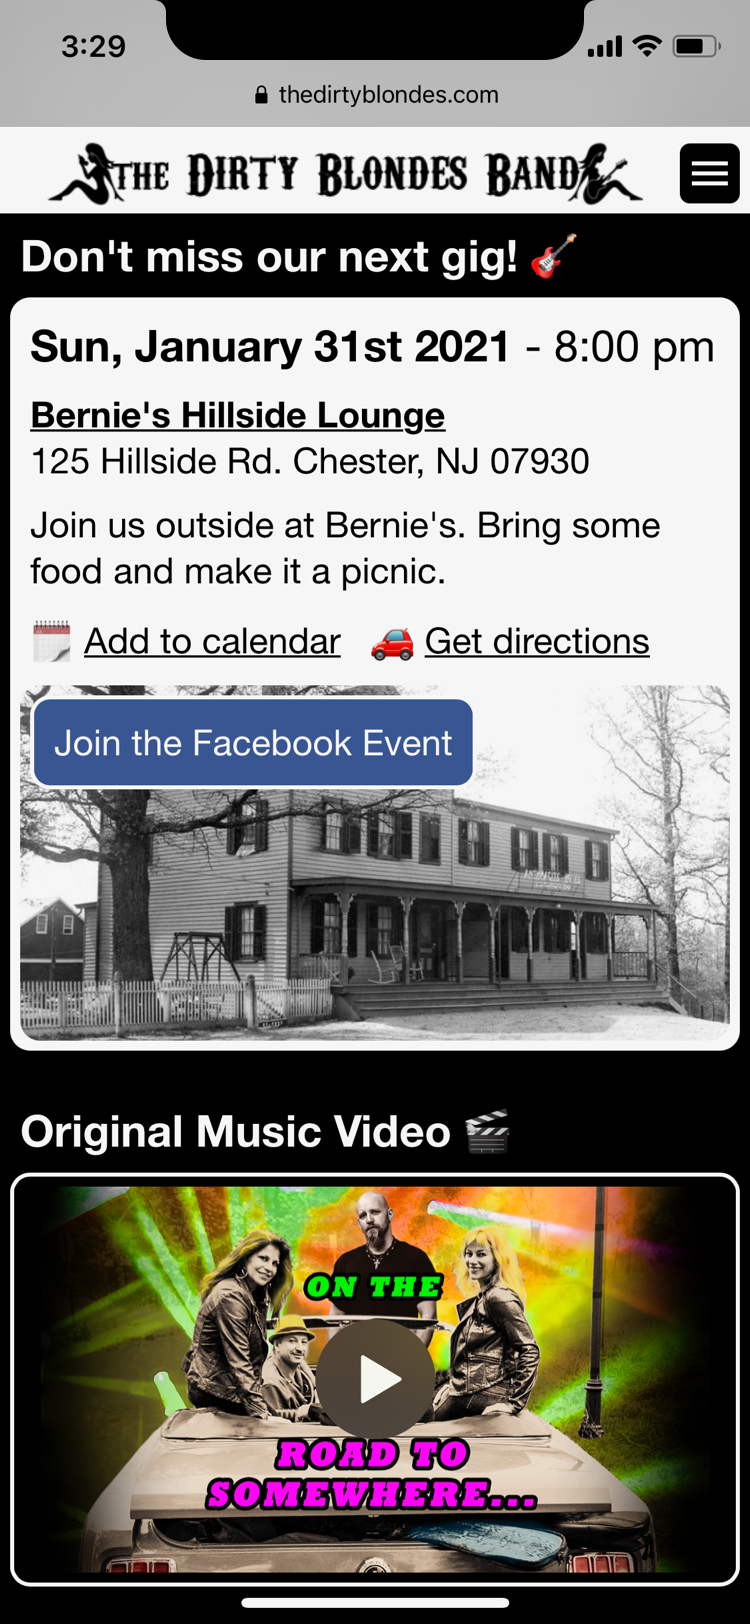 3:29
thedirtyblondes.com
THE DIRTY BLONDES BAND
Don't miss our next gig!
Sun, January 31st 2021 - 8:00 pm
Bernie's Hillside Lounge
125 Hillside Rd. Chester, NJ 07930
Join us outside at Bernie's. Bring some
food and make it a picnic.
Add to calendar Get directions
Join the Facebook Event
Original Music Video
ON THE
ROAD TO
SOMEWHERE...